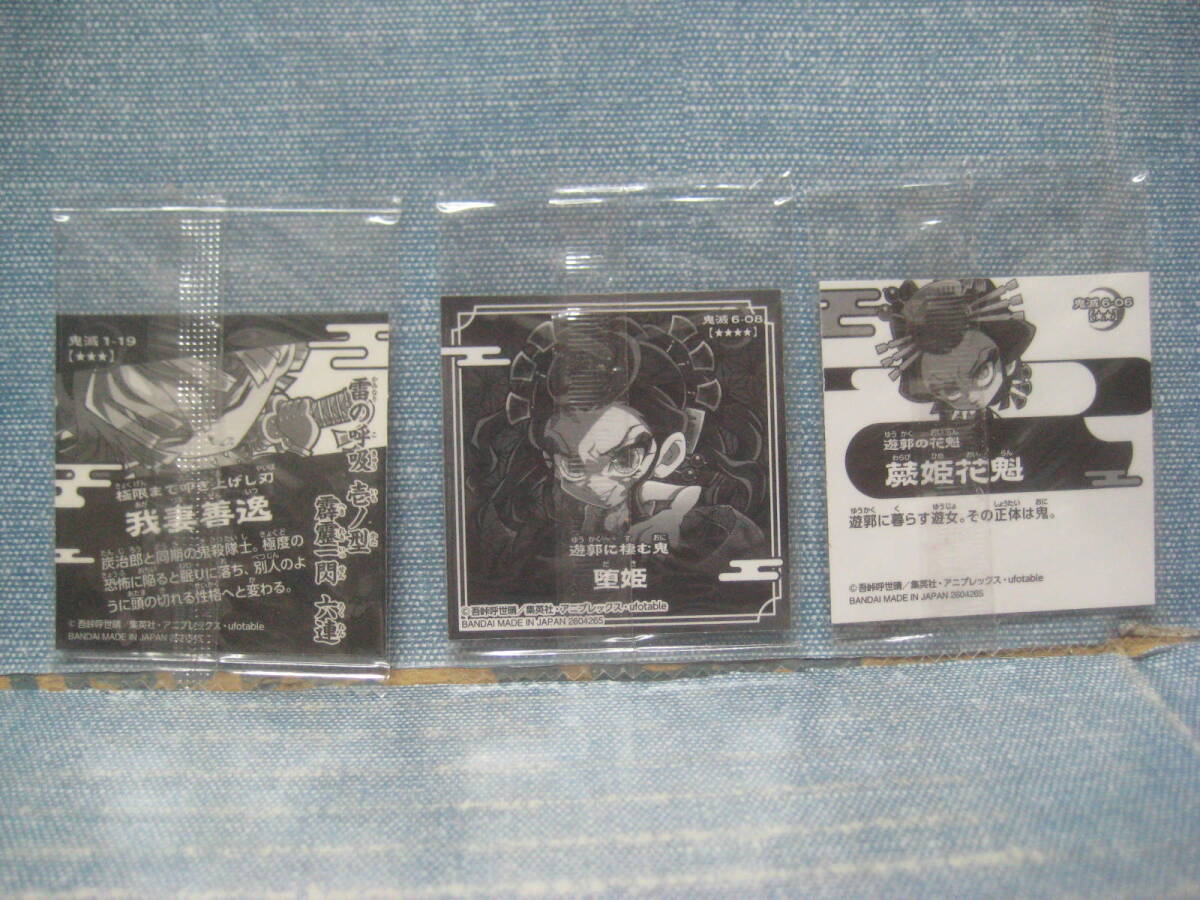 鬼滅 1-19
【★★★】
雷の呼吸 壱ノ型
霹靂一閃 六連
極限まで叩き上げし刃
我妻善逸
炭治郎と同期の鬼殺隊士。極度の
恐怖に陥ると眠りに落ち、別人のよ
うに頭の切れる性格へと変わる。
©吾峠呼世晴／集英社・アニプレックス・ufotable
BANDAI MADE IN JAPAN
鬼滅 6-08
【★★★★】
遊郭に棲む鬼
堕姫
©吾峠呼世晴／集英社・アニプレックス・ufotable
BANDAI MADE IN JAPAN 2604265
鬼滅 6-06
【★★】
遊郭の花魁
蕨姫花魁
遊郭に暮らす遊女。その正体は鬼。
©吾峠呼世晴／集英社・アニプレックス・ufotable
BANDAI MADE IN JAPAN 2604265